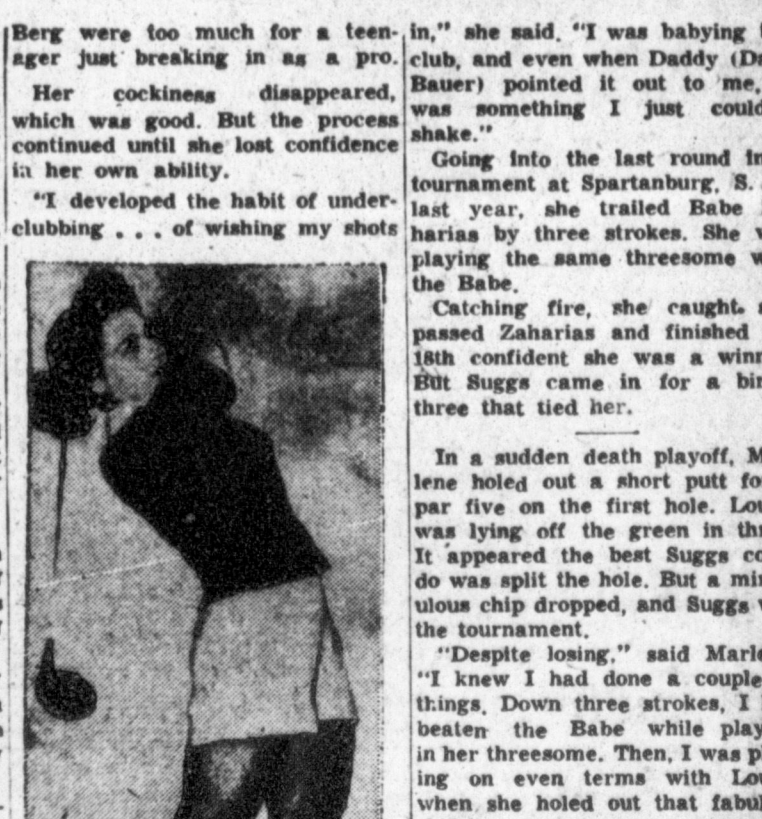 Berg were too much for a teen-
ager just breaking in as a pro.
Her cockiness disappeared,
which was good. But the process
continued until she lost confidence
in her own ability.
"I developed the habit of under-
clubbing . . . of wishing my shots
in," she said. "I was babying
club, and even when Daddy
Bauer) pointed it out to me,
was something I just
shake."
Going into the last round
tournament at Spartanburg, S.
last year, she trailed Babe
harias by three strokes. She
playing the same threesome
the Babe.
Catching fire, she caught
passed Zaharias and finished
18th confident she was a
But Suggs came in for a
three that tied her.
In a sudden death playoff,
lene holed out a short putt
par five on the first hole.
was lying off the green in
It appeared the best Suggs
do was split the hole. But a
ulous chip dropped, and Suggs
the tournament.
"Despite losing," said
"I knew I had done a couple
things. Down three strokes, I
beaten the Babe while
in her threesome. Then, I was
ing on even terms with
when she holed out that